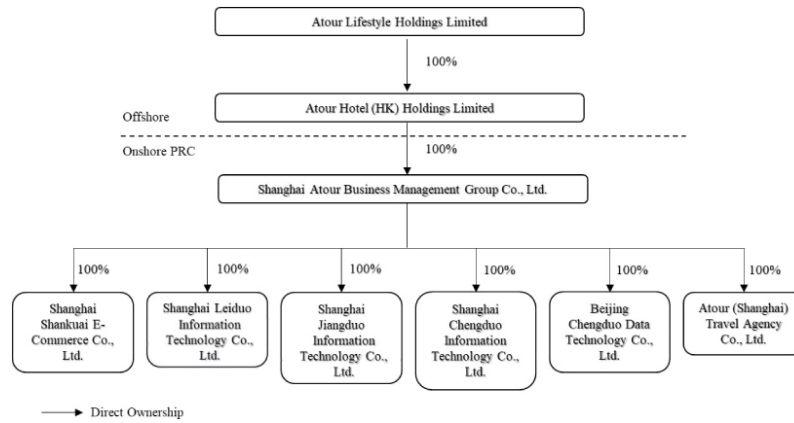 Atour Lifestyle Holdings Limited
100%
Atour Hotel (HK) Holdings Limited
Offshore
Onshore PRC
100%
Shanghai Atour Business Management Group Co., Ltd.
100%
100%
100%
100%
100%
100%
Shanghai
Shankuai E-
Commerce Co.,
Ltd.
Shanghai Leiduo
Information
Technology Co.,
Ltd.
Shanghai
Jiangduo
Information
Technology Co.,
Ltd.
Shanghai
Chengduo
Information
Technology Co.,
Ltd.
Beijing
Chengduo Data
Technology Co.,
Ltd.
Atour (Shanghai)
Travel Agency
Co., Ltd.
Direct Ownership